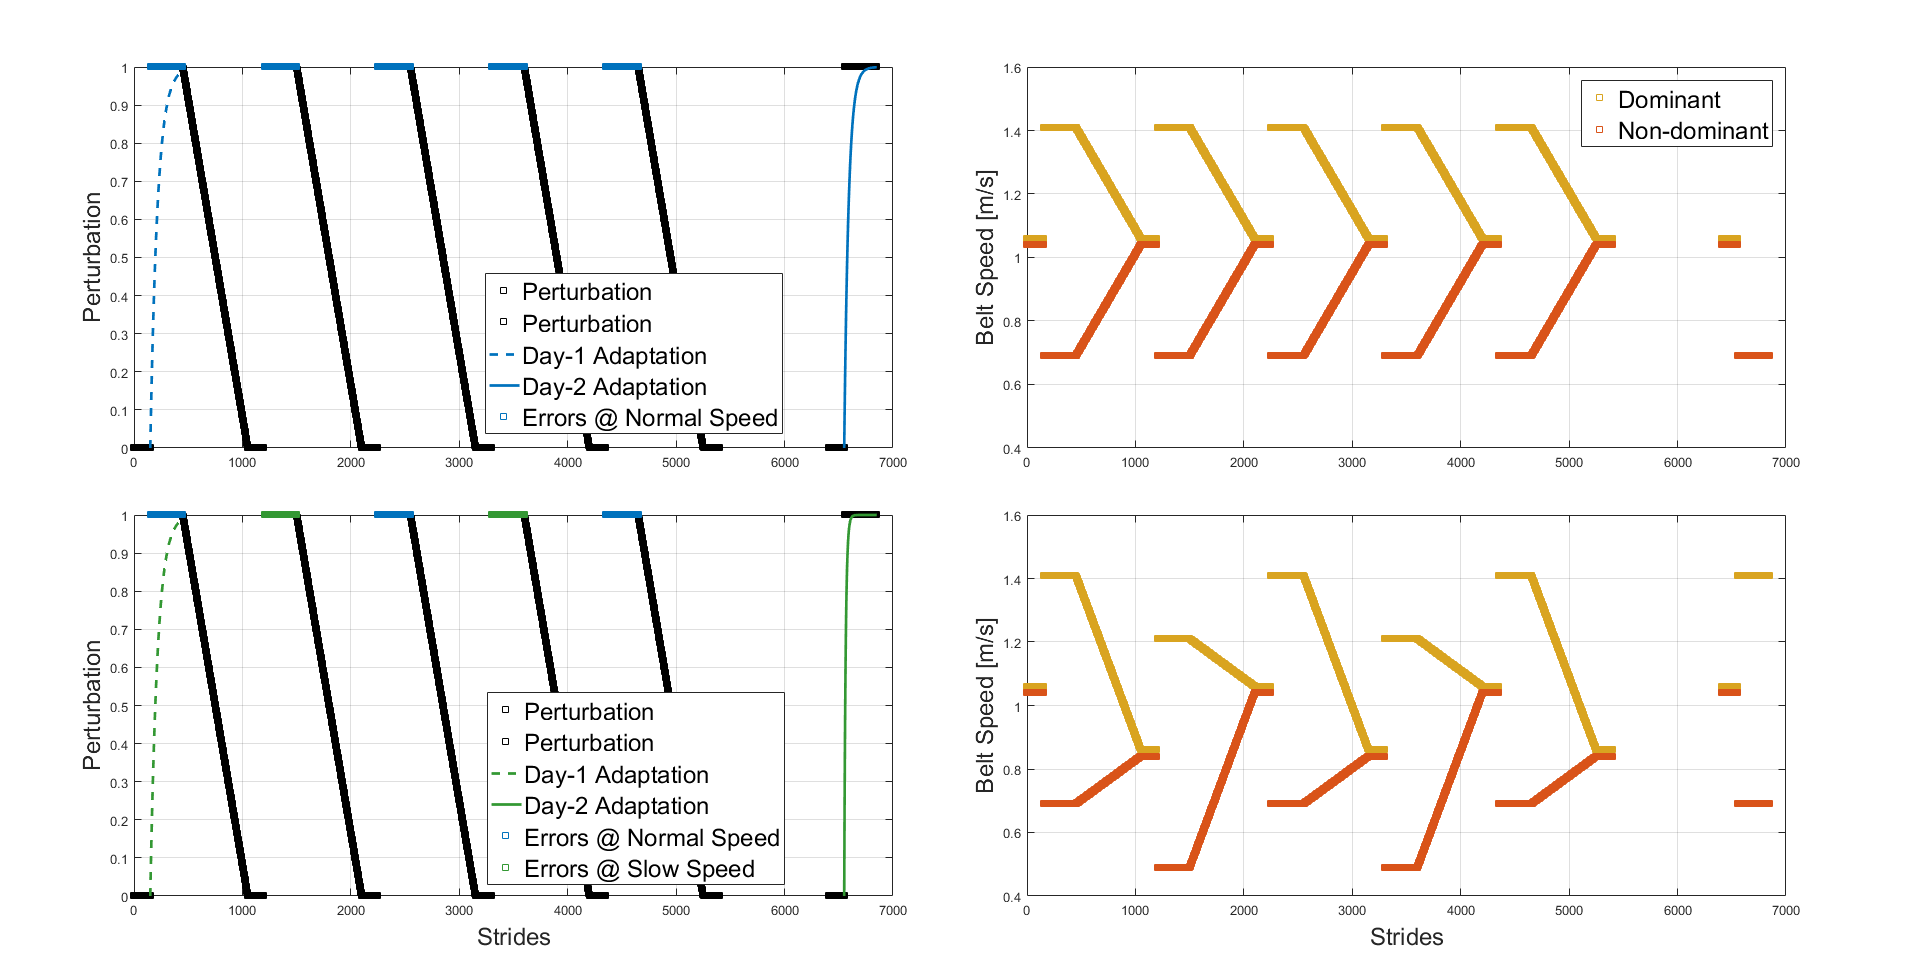 Perturbation
1
0.9
0.8
0.7
0.6
0.5
0.4
0.3
0.2
0.1
0
0 1000 2000 3000 4000 5000 6000 7000
Perturbation
Perturbation
Day-1 Adaptation
Day-2 Adaptation
Errors @ Normal Speed
Belt Speed [m/s]
1.6
1.4
1.2
1
0.8
0.6
0.4
0 1000 2000 3000 4000 5000 6000 7000
Dominant
Non-dominant
Perturbation
1
0.9
0.8
0.7
0.6
0.5
0.4
0.3
0.2
0.1
0
0 1000 2000 3000 4000 5000 6000 7000
Strides
Perturbation
Perturbation
Day-1 Adaptation
Day-2 Adaptation
Errors @ Normal Speed
Errors @ Slow Speed
Belt Speed [m/s]
1.6
1.4
1.2
1
0.8
0.6
0.4
0 1000 2000 3000 4000 5000 6000 7000
Strides